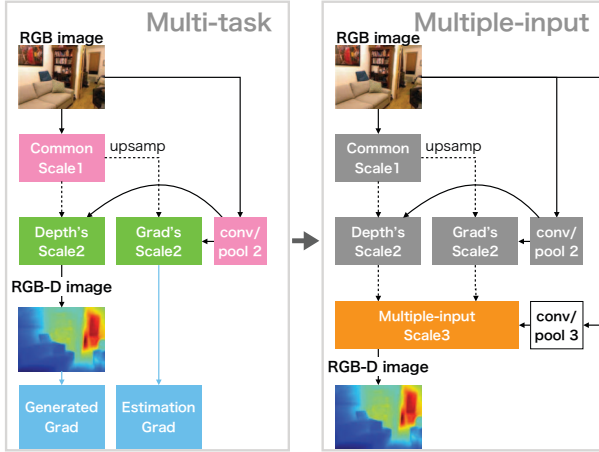 Multi-task
RGB image
Common
Scale1
upsamp
Depth's
Scale2
Grad's
Scale2
conv/
pool 2
RGB-D image
Generated
Grad
Estimation
Grad
Multiple-input
RGB image
Common
Scale1
upsamp
Depth's
Scale2
Grad's
Scale2
conv/
pool 2
Multiple-input
Scale3
conv/
pool 3
RGB-D image